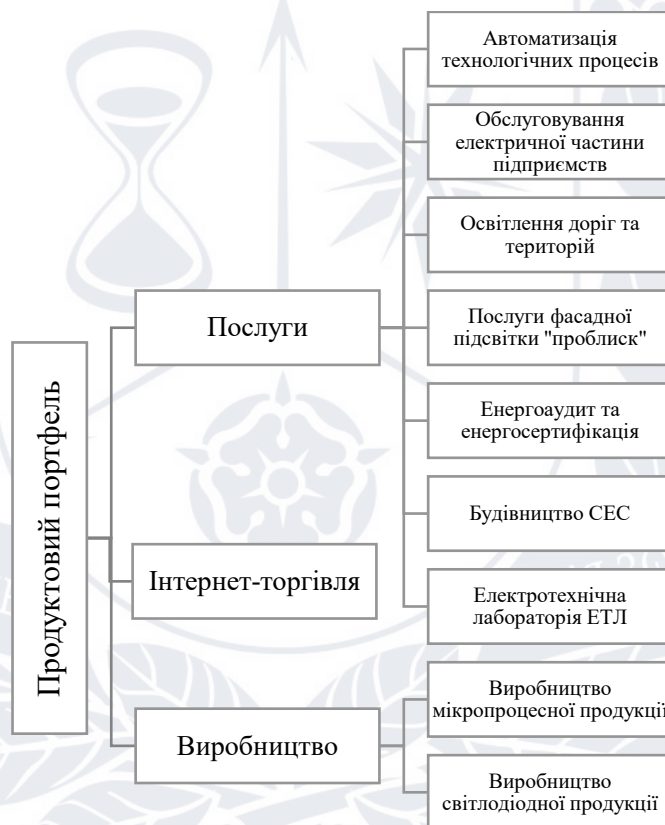 Продуктовий портфель
Послуги
Автоматизація
технологічних процесів
Обслуговування
електричної частини
підприємств
Освітлення доріг та
територій
Послуги фасадної
підсвітки "проблиск"
Енергоаудит та
енергосертифікація
Будівництво СЕС
Електротехнічна
лабораторія ЕТЛ
Інтернет-торгівля
Виробництво
Виробництво
мікропроцесної продукції
Виробництво
світлодіодної продукції